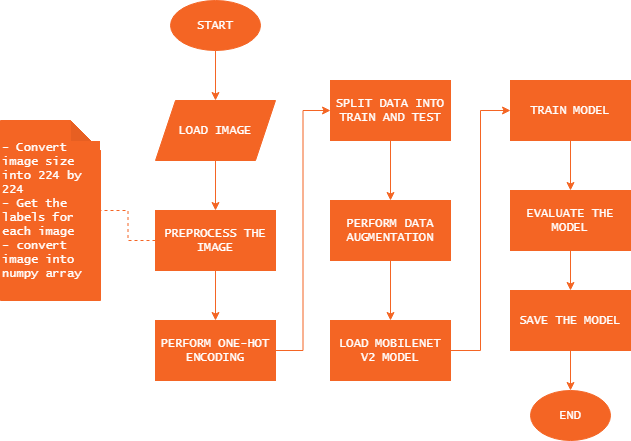 START
LOAD IMAGE
- Convert
image size
into 224 by
224
- Get the
labels for
each image
- convert
image into
numpy array
PREPROCESS THE
IMAGE
PERFORM ONE-HOT
ENCODING
SPLIT DATA INTO
TRAIN AND TEST
PERFORM DATA
AUGMENTATION
LOAD MOBILENET
V2 MODEL
TRAIN MODEL
EVALUATE THE
MODEL
SAVE THE MODEL
END